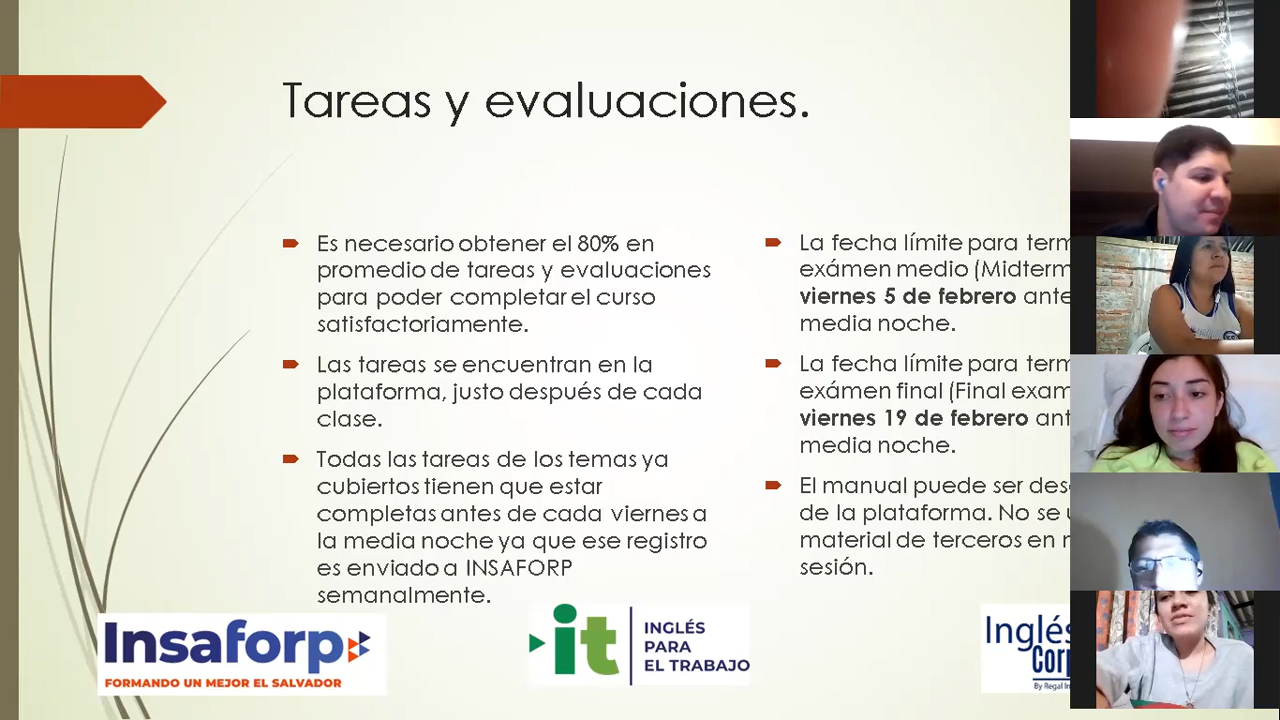 Tareas y evaluaciones.
Es necesario obtener el 80% en
promedio de tareas y evaluaciones
para poder completar el curso
satisfactoriamente.
Las tareas se encuentran en la
plataforma, justo después de cada
clase.
Todas las tareas de los temas ya
cubiertos tienen que estar
completas antes de cada viernes a
la media noche ya que ese registro
es enviado a INSAFORP
semanalmente.
La fecha límite para
exámen medio (Midterm
viernes 5 de febrero
media noche.
La fecha límite para
exámen final (Final exam
viernes 19 de febrero
media noche.
El manual puede ser
de la plataforma. No se
material de terceros en
sesión.
Insaforp
FORMANDO UN MEJOR EL SALVADOR
it
INGLÉS
PARA
EL TRABAJO
Inglés
Corp
By Regal